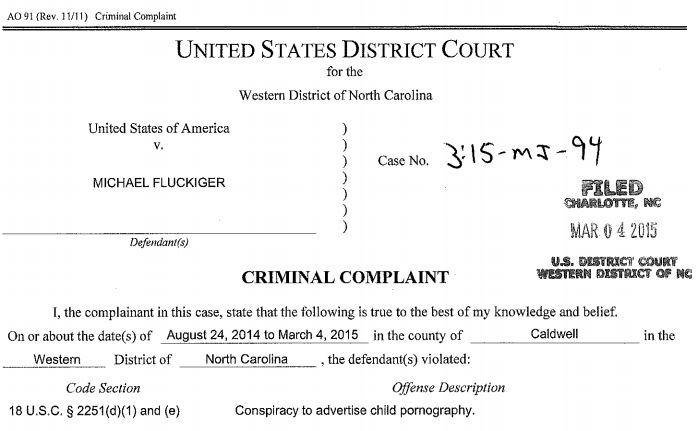 AO 91 (Rev. 11/11) Criminal Complaint
UNITED STATES DISTRICT COURT
for the
Western District of North Carolina
United States of America
v.
MICHAEL FLUCKIGER
Defendant(s)
)
)
)
)
)
)
)
Case No. 3:15-MJ-94
FILED
CHARLOTTE, NC
MAR 04 2015
U.S. DISTRICT COURT
WESTERN DISTRICT OF NC
CRIMINAL COMPLAINT
I, the complainant in this case, state that the following is true to the best of my knowledge and belief.
On or about the date(s) of August 24, 2014 to March 4, 2015 in the county of Caldwell in the
Western District of North Carolina , the defendant(s) violated:
Code Section Offense Description
18 U.S.C. § 2251(d)(1) and (e) Conspiracy to advertise child pornography.